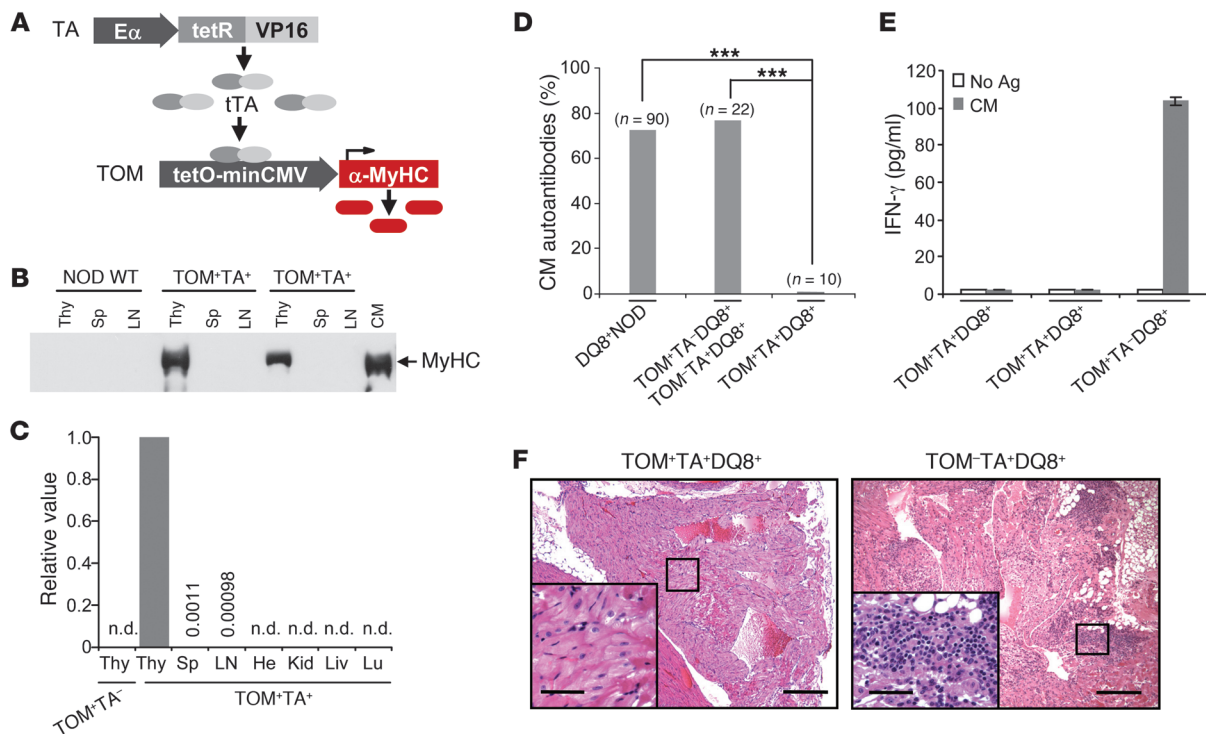 A
TA Eα tetR VP16
tTA
TOM tetO-minCMV α-MyHC
B
NOD WT TOM⁺TA⁺ TOM⁺TA⁺
Thy Sp LN Thy Sp LN Thy Sp LN CM
MyHC
C
Relative value
1.0
0.8
0.6
0.4
0.2
0
n.d. 0.0011 0.00098 n.d. n.d. n.d. n.d.
Thy Thy Sp LN He Kid Liv Lu
TOM⁺TA⁻ TOM⁺TA⁺
D
CM autoantibodies (%)
100
80
60
40
20
0
***
***
(n = 90) (n = 22)
(n = 10)
DQ8⁺NOD
TOM⁺TA⁻DQ8⁺
TOM⁻TA⁺DQ8⁺
TOM⁺TA⁺DQ8⁺
E
IFN-γ (pg/ml)
120
100
80
60
40
20
0
No Ag
CM
TOM⁺TA⁺DQ8⁺
TOM⁺TA⁺DQ8⁺
TOM⁺TA⁻DQ8⁺
F
TOM⁺TA⁺DQ8⁺ TOM⁻TA⁺DQ8⁺